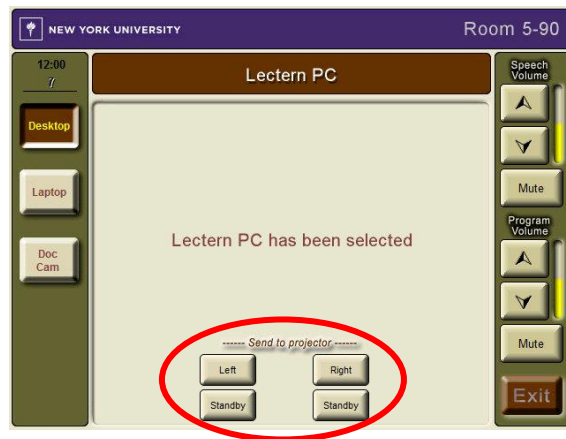 NEW YORK UNIVERSITY
Room 5-90
12:00
7/
Lectern PC
Desktop
Laptop
Doc
Cam
Lectern PC has been selected
------ Send to projector ------
Left
Right
Standby
Standby
Speech
Volume
Mute
Program
Volume
Mute
Exit